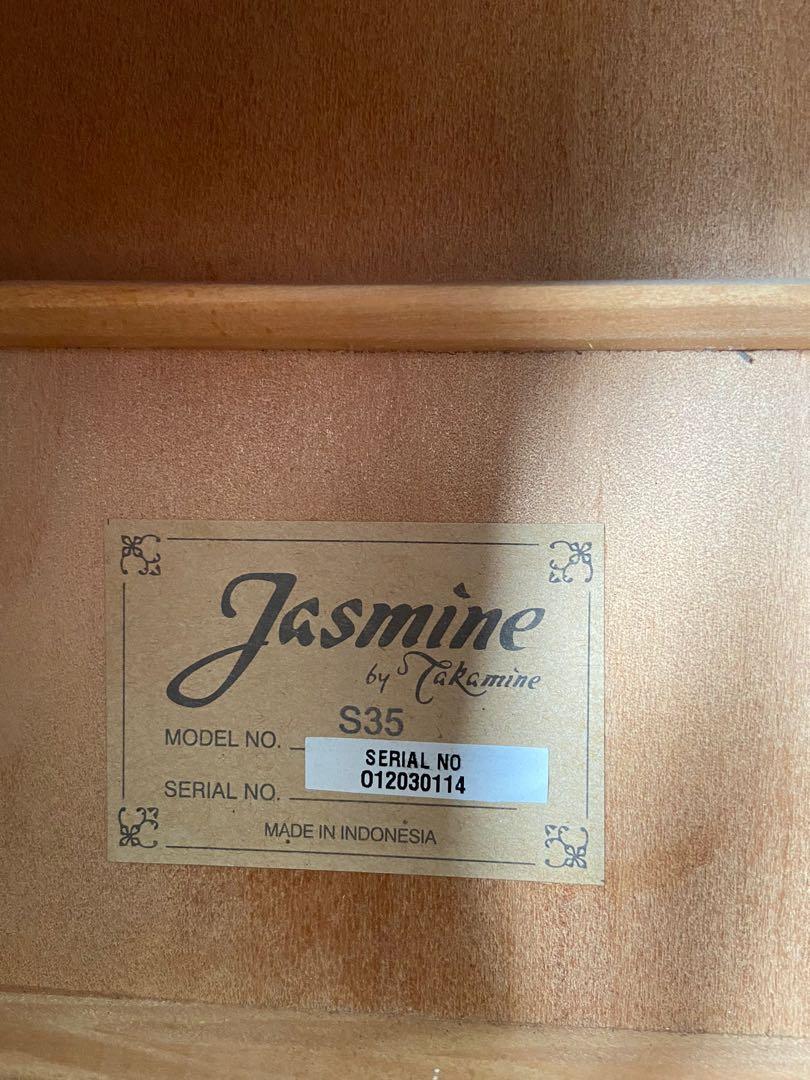 Jasmine
by Takamine
MODEL NO. S35
SERIAL NO
012030114
SERIAL NO.
MADE IN INDONESIA